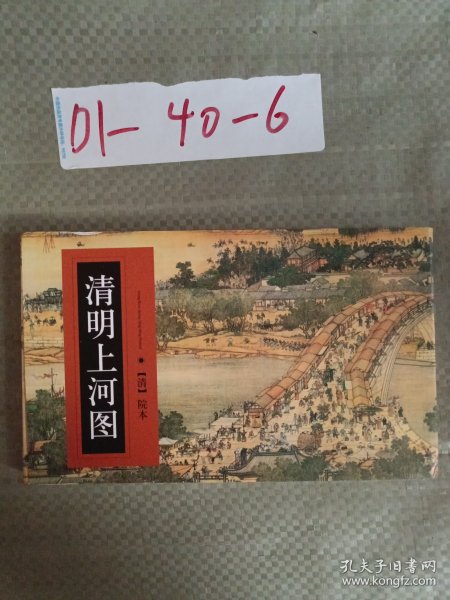 01- 40-6
清明上河图
【清】院本
孔夫子旧书网
www.kongfz.com